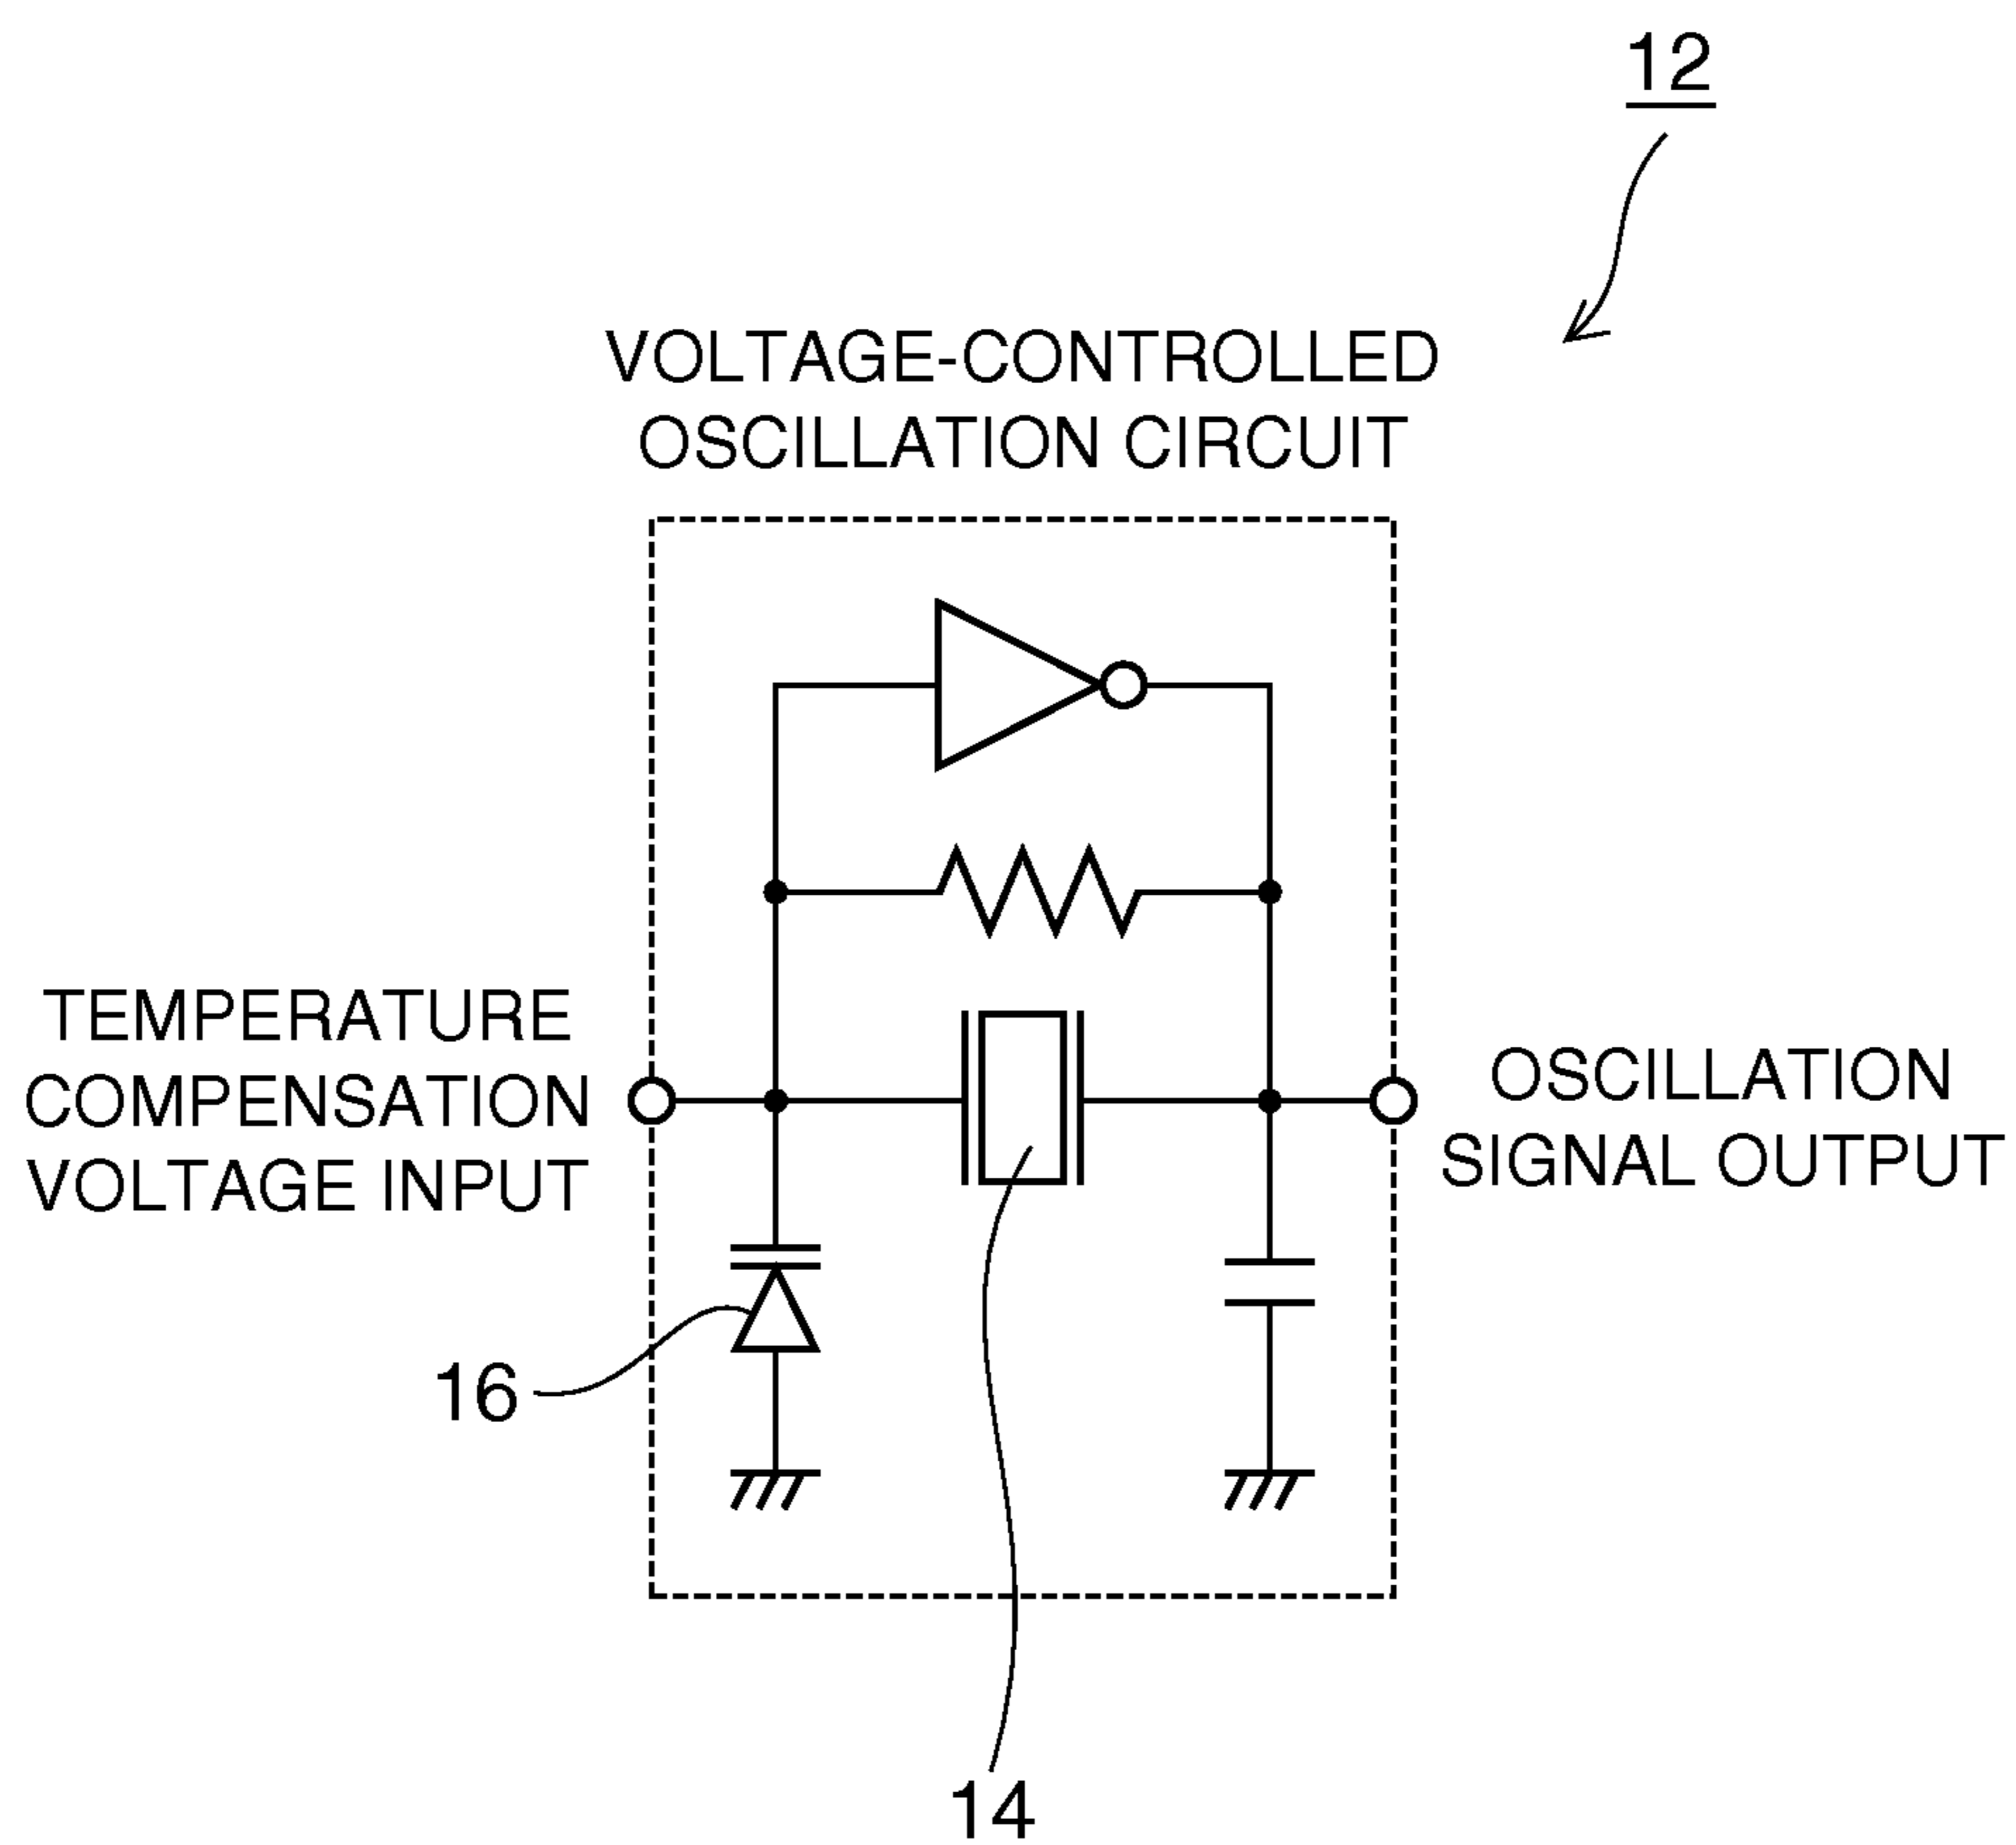 12
VOLTAGE-CONTROLLED
OSCILLATION CIRCUIT
TEMPERATURE
COMPENSATION
VOLTAGE INPUT
OSCILLATION
SIGNAL OUTPUT
16
14